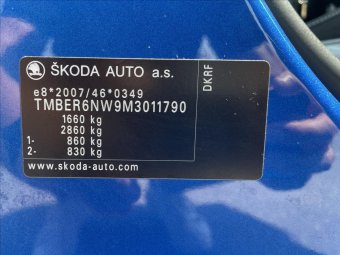 ŠKODA AUTO a.s.
e8*2007/46*0349
TMBER6NW9M3011790
1660 kg
2860 kg
1- 860 kg
2- 830 kg
www.skoda-auto.com
DKRF